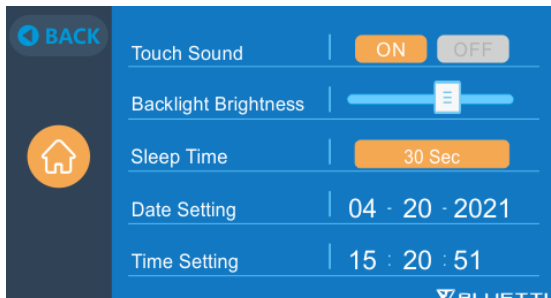 BACK
Touch Sound ON OFF
Backlight Brightness
Sleep Time 30 Sec
Date Setting 04 - 20 - 2021
Time Setting 15 : 20 : 51
BLUETTI